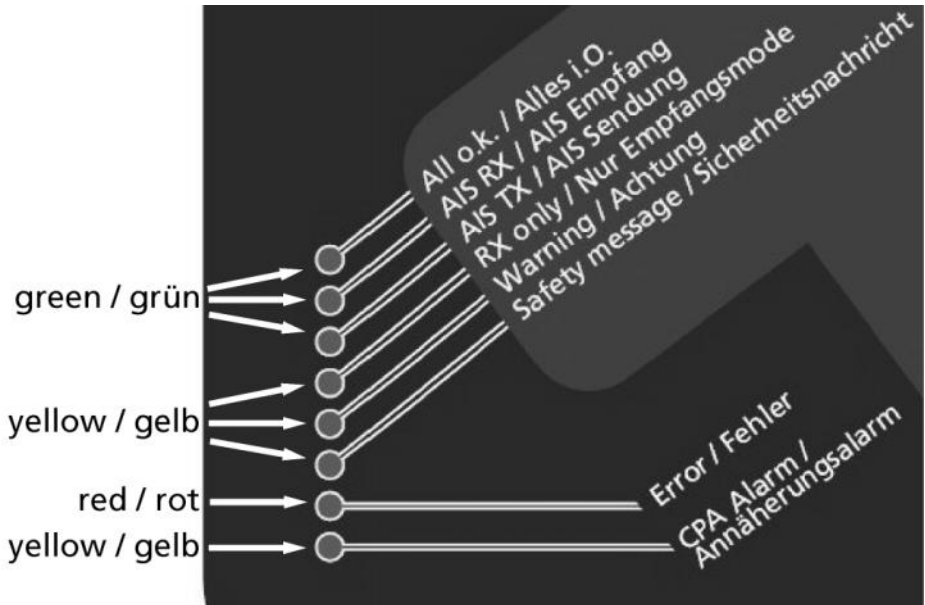 All o.k. / Alles i.O.
AIS RX / AIS Empfang
AIS TX / AIS Sendung
RX only / Nur Empfangsmode
Warning / Achtung
Safety message / Sicherheitsnachricht
green / grün
yellow / gelb
red / rot
yellow / gelb
Error / Fehler
CPA Alarm /
Annäherungsalarm